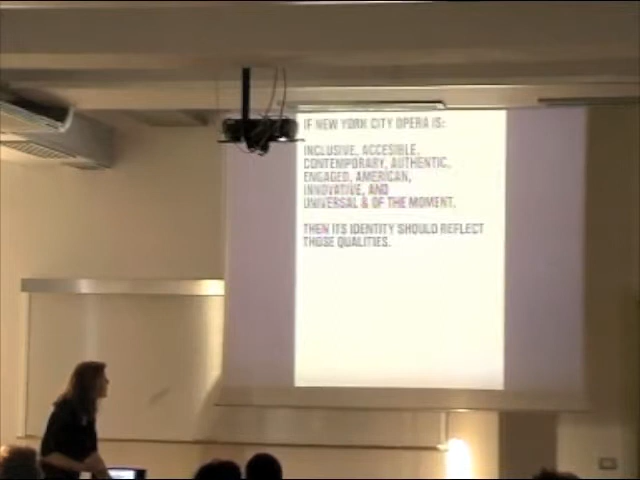 IF NEW YORK CITY OPERA IS:
INCLUSIVE, ACCESIBLE,
CONTEMPORARY, AUTHENTIC,
ENGAGED, AMERICAN,
INNOVATIVE, AND
UNIVERSAL & OF THE MOMENT.
THEN ITS IDENTITY SHOULD REFLECT
THOSE QUALITIES.